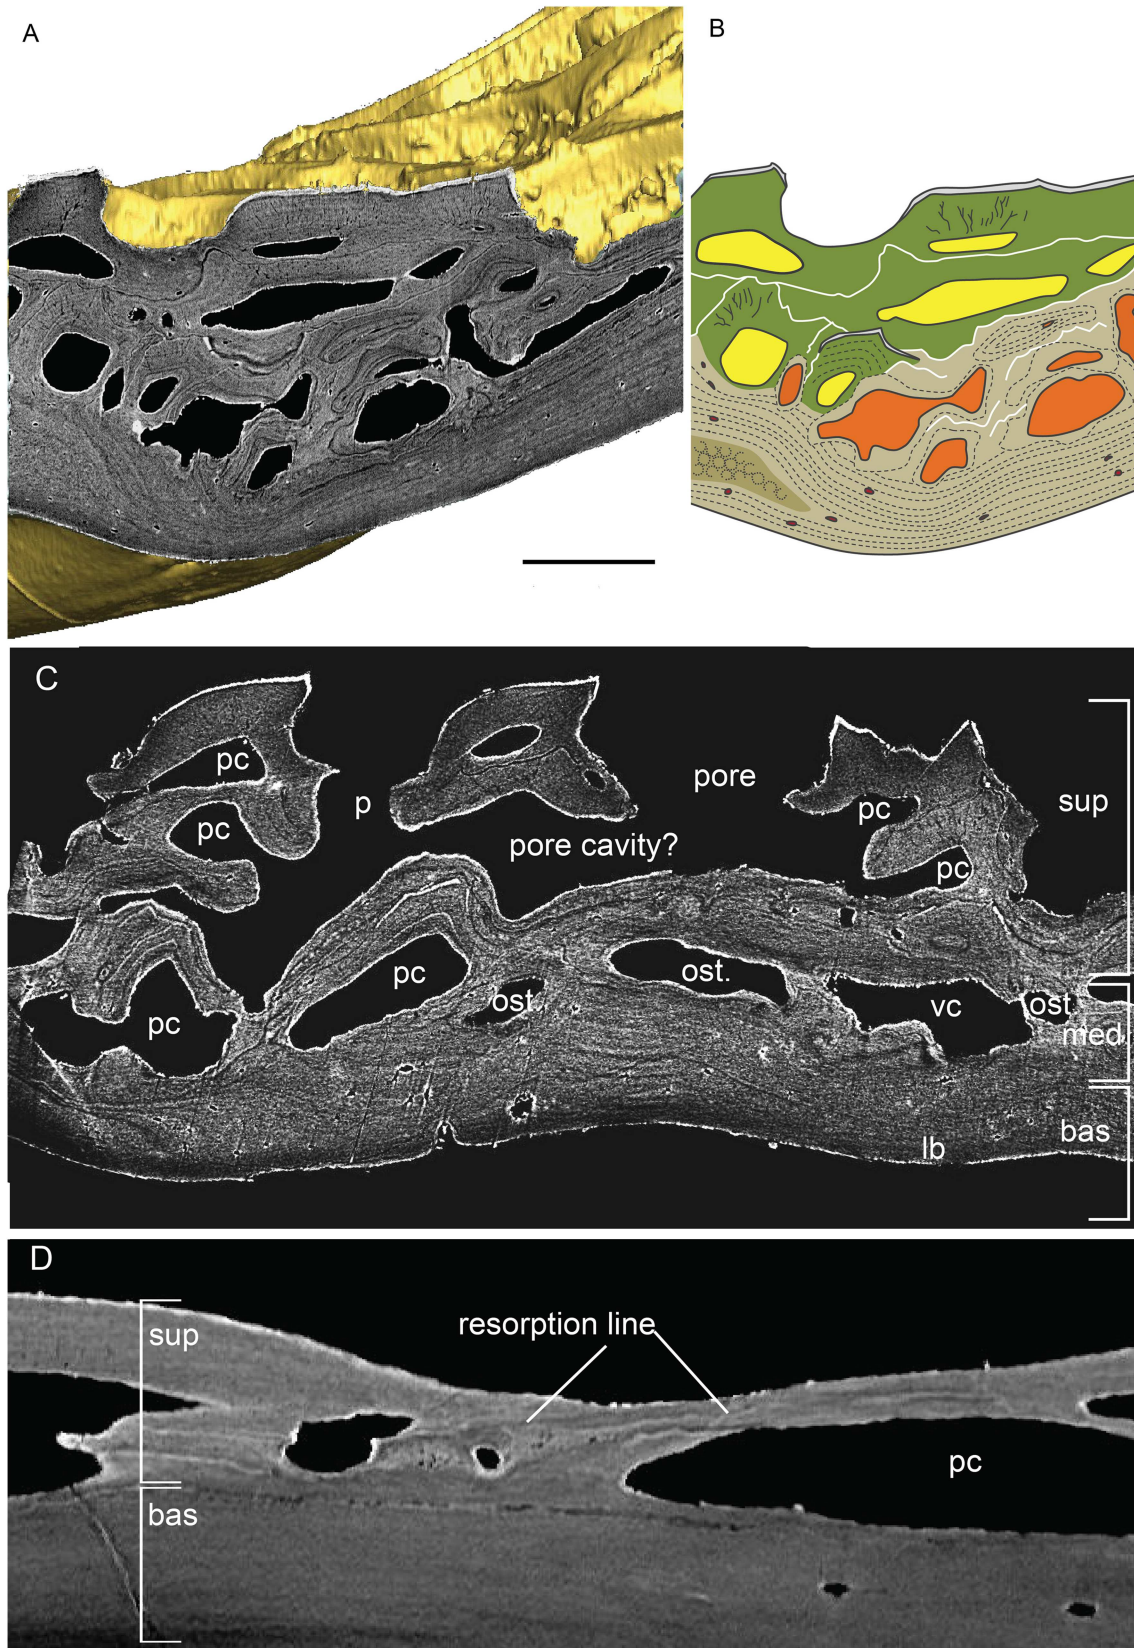 A
B
C
pc
pc
p
pore
pc
sup
pore cavity?
pc
pc
ost.
ost.
pc
vc
ost
med
bas
lb
D
sup
resorption line
pc
bas